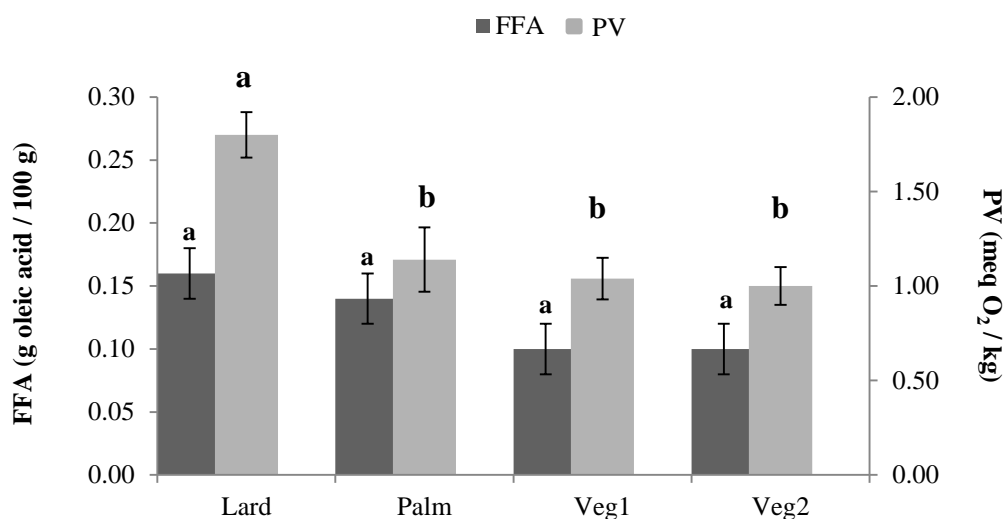 FFA PV
FFA (g oleic acid / 100 g)
0.30
0.25
0.20
0.15
0.10
0.05
0.00
a
a
a
b
a
b
a
b
2.00
1.50
1.00
0.50
0.00
PV (meq O₂ / kg)
Lard Palm Veg1 Veg2